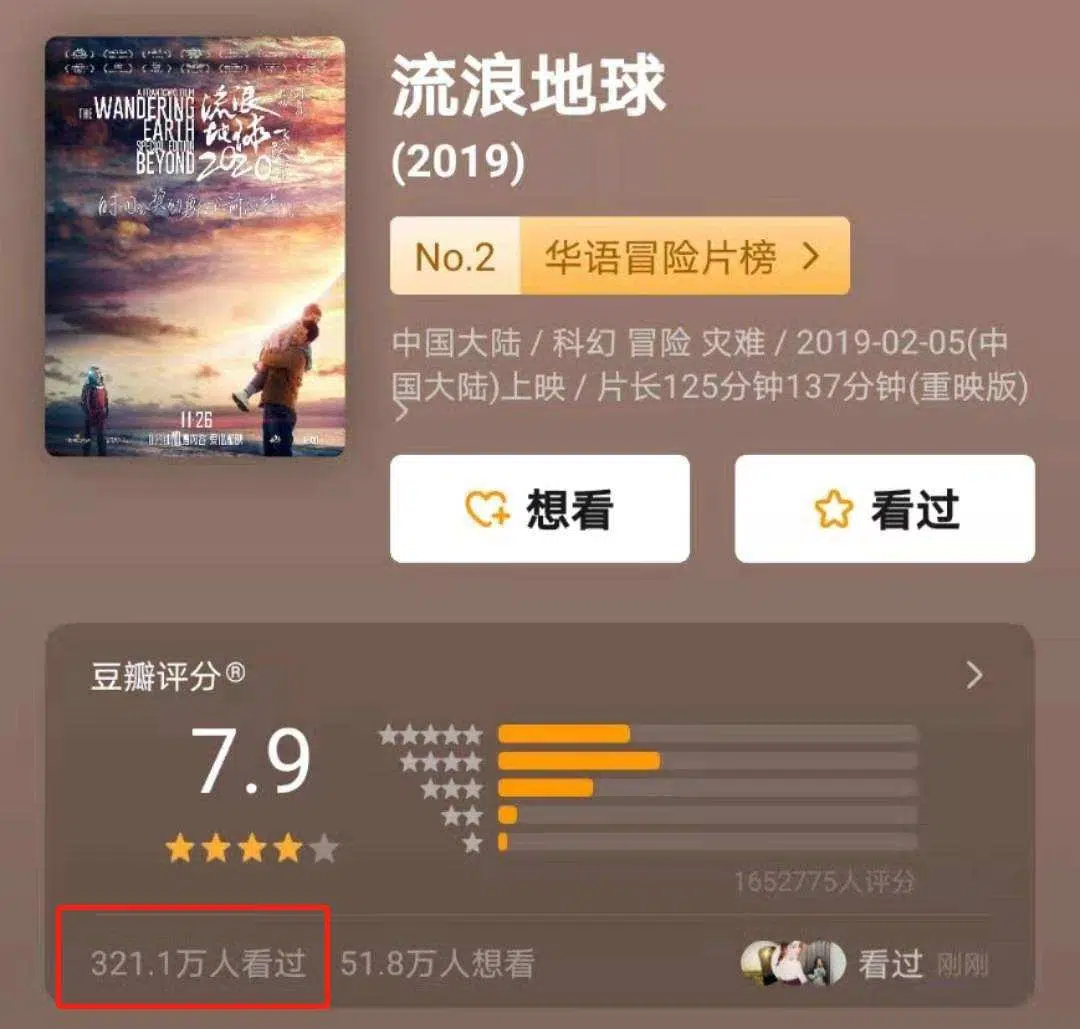 THE WANDERING
EARTH
SPECIAL EDITION
BEYOND
流浪
地球
2020
11·26
流浪地球
(2019)
No.2 华语冒险片榜
中国大陆 / 科幻 冒险 灾难 / 2019-02-05(中
国大陆)上映 / 片长125分钟137分钟(重映版)
想看 看过
豆瓣评分®
7.9
1652775人评分
321.1万人看过 51.8万人想看 看过 刚刚